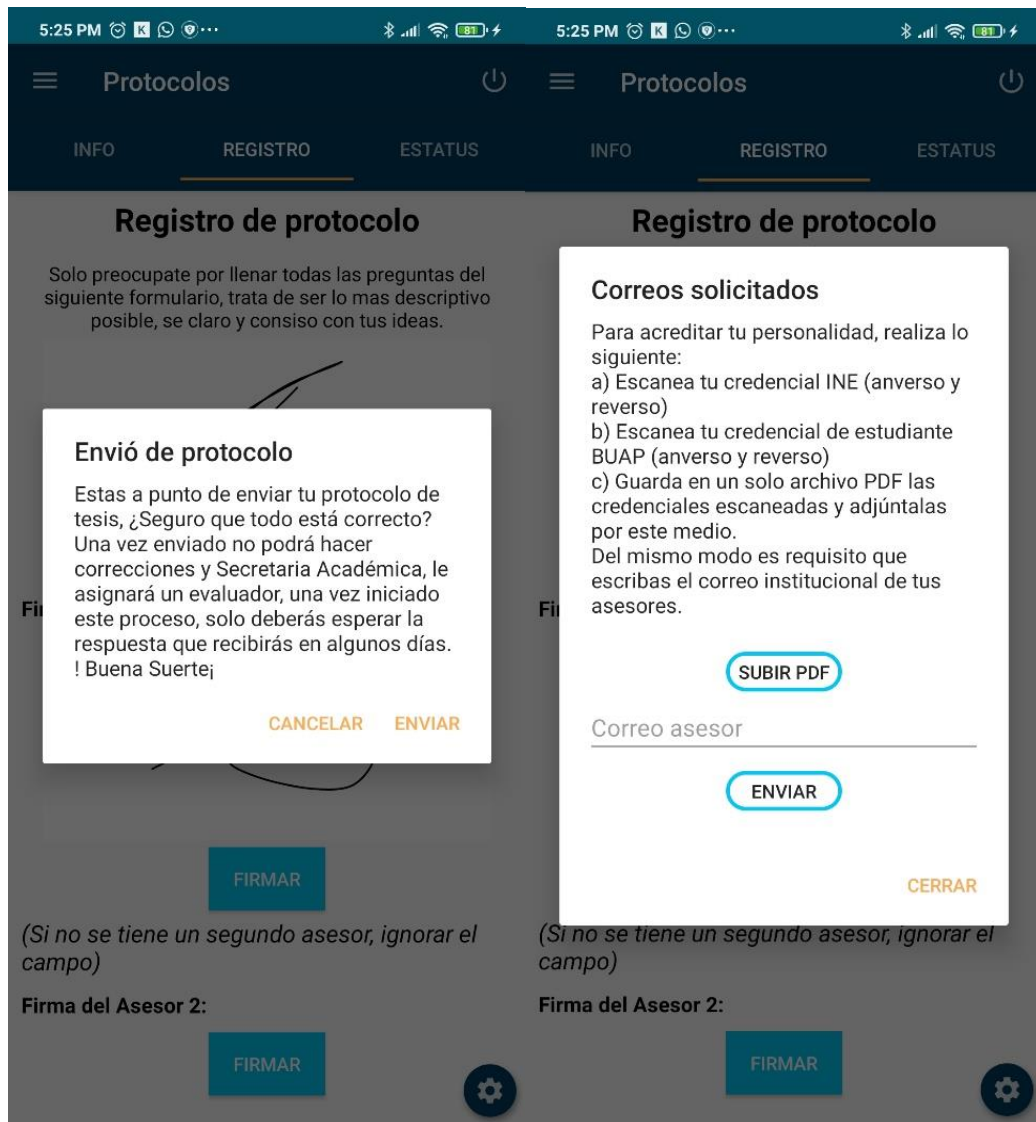 5:25 PM
81
Protocolos
INFO REGISTRO ESTATUS
Registro de protocolo
Solo preocupate por llenar todas las preguntas del
siguiente formulario, trata de ser lo mas descriptivo
posible, se claro y consiso con tus ideas.
Envió de protocolo
Estas a punto de enviar tu protocolo de
tesis, ¿Seguro que todo está correcto?
Una vez enviado no podrá hacer
correcciones y Secretaria Académica, le
asignará un evaluador, una vez iniciado
este proceso, solo deberás esperar la
respuesta que recibirás en algunos días.
! Buena Suerte¡
CANCELAR ENVIAR
FIRMAR
(Si no se tiene un segundo asesor, ignorar el
campo)
Firma del Asesor 2:
FIRMAR
5:25 PM
81
Protocolos
INFO REGISTRO ESTATUS
Registro de protocolo
Correos solicitados
Para acreditar tu personalidad, realiza lo
siguiente:
a) Escanea tu credencial INE (anverso y
reverso)
b) Escanea tu credencial de estudiante
BUAP (anverso y reverso)
c) Guarda en un solo archivo PDF las
credenciales escaneadas y adjúntalas
por este medio.
Del mismo modo es requisito que
escribas el correo institucional de tus
asesores.
SUBIR PDF
Correo asesor
ENVIAR
CERRAR
(Si no se tiene un segundo asesor, ignorar el
campo)
Firma del Asesor 2:
FIRMAR